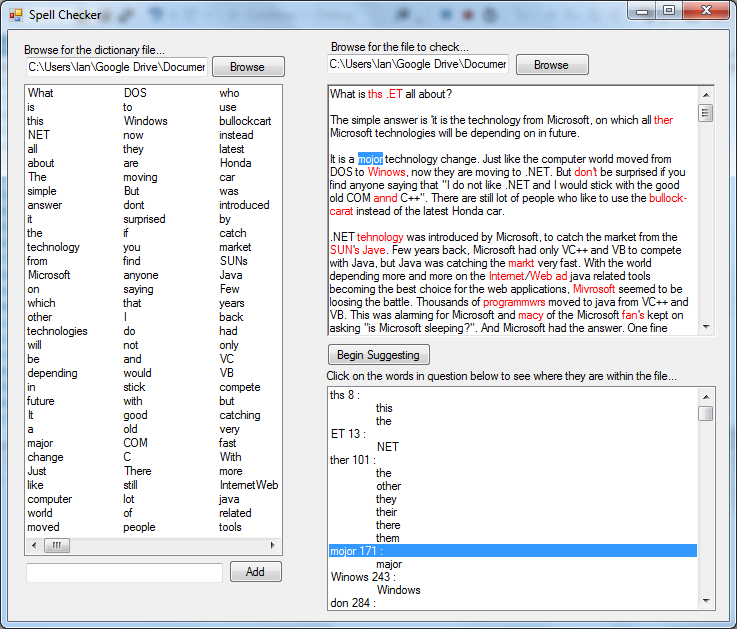 Spell Checker
Browse for the dictionary file...
C:\Users\Ian\Google Drive\Documer
Browse
What DOS who
is to use
this Windows bullockcart
NET now instead
all they latest
about are Honda
The moving car
simple But was
answer dont introduced
it surprised by
the if catch
technology you market
from find SUNs
Microsoft anyone Java
on saying Few
which that years
other I back
technologies do had
will not only
be and VC
depending would VB
in stick compete
future with but
It good catching
a old very
major COM fast
change C With
Just There more
like still InternetWeb
computer lot java
world of related
moved people tools
Add
Browse for the file to check...
C:\Users\Ian\Google Drive\Documer
Browse
What is ths .ET all about?
The simple answer is 'it is the technology from Microsoft, on which all ther
Microsoft technologies will be depending on in future.
It is a mojor technology change. Just like the computer world moved from
DOS to Winows, now they are moving to .NET. But don't be surprised if you
find anyone saying that "I do not like .NET and I would stick with the good
old COM annd C++". There are still lot of people who like to use the bullock-
carat instead of the latest Honda car.
.NET tehnology was introduced by Microsoft, to catch the market from the
SUN's Jave. Few years back, Microsoft had only VC++ and VB to compete
with Java, but Java was catching the markt very fast. With the world
depending more and more on the Internet/Web ad java related tools
becoming the best choice for the web applications, Mivrosoft seemed to be
loosing the battle. Thousands of programmwrs moved to java from VC++ and
VB. This was alarming for Microsoft and macy of the Microsoft fan's kept on
asking "is Microsoft sleeping?". And Microsoft had the answer. One fine
Begin Suggesting
Click on the words in question below to see where they are within the file...
ths 8 :
this
the
ET 13 :
NET
ther 101 :
the
other
they
their
there
them
mojor 171 :
major
Winows 243 :
Windows
don 284 :